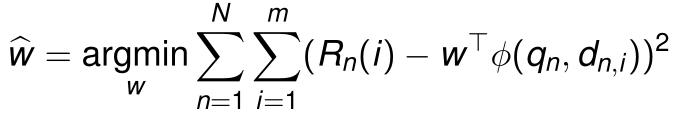 ŵ = argmin_w ∑_{n=1}^{N} ∑_{i=1}^{m} (R_n(i) − w^⊤ ϕ(q_n, d_{n,i}))²